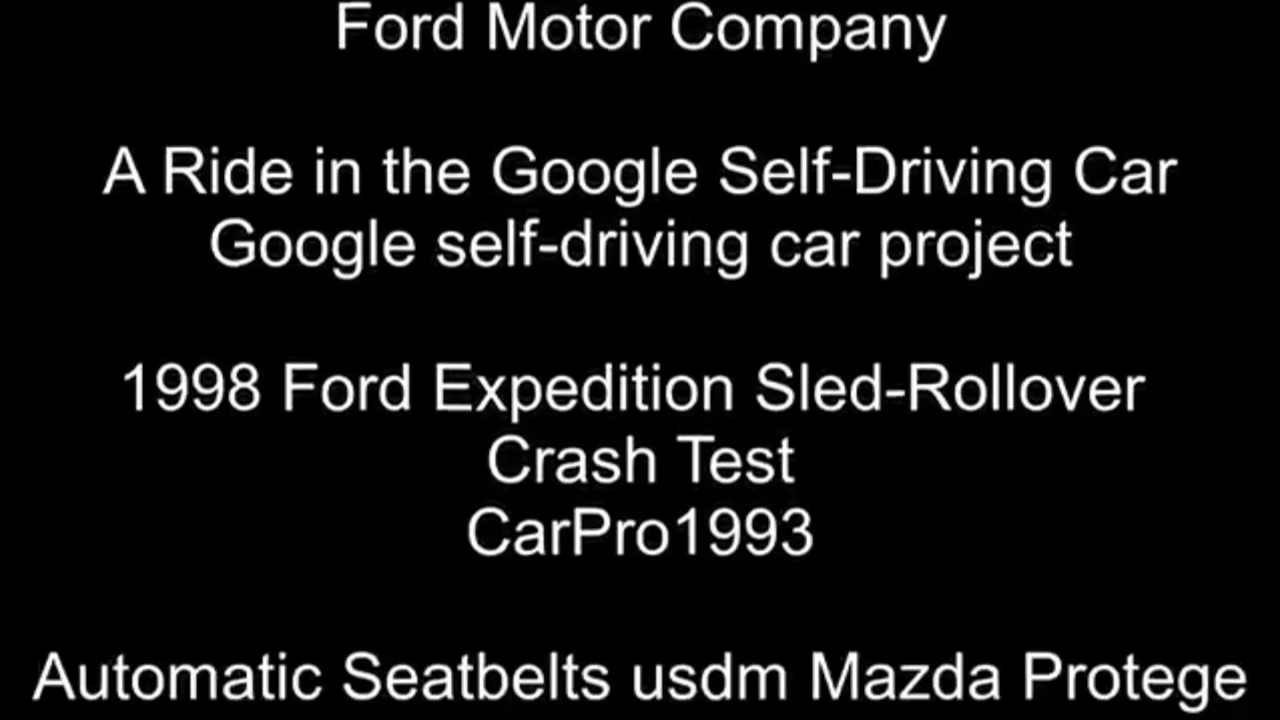 Ford Motor Company
A Ride in the Google Self-Driving Car
Google self-driving car project
1998 Ford Expedition Sled-Rollover
Crash Test
CarPro1993
Automatic Seatbelts usdm Mazda Protege